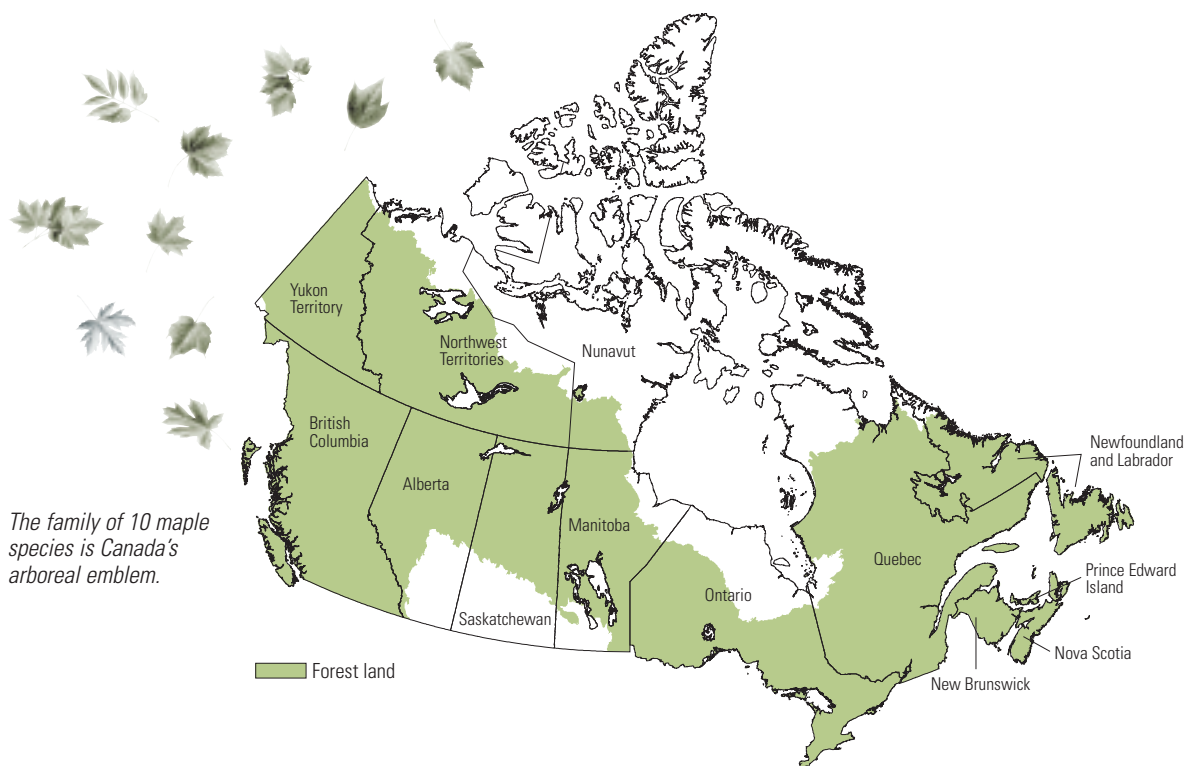 Yukon
Territory
Northwest
Territories
Nunavut
British
Columbia
Alberta
Manitoba
Saskatchewan
Ontario
Quebec
Newfoundland
and Labrador
Prince Edward
Island
Nova Scotia
New Brunswick
The family of 10 maple
species is Canada's
arboreal emblem.
Forest land